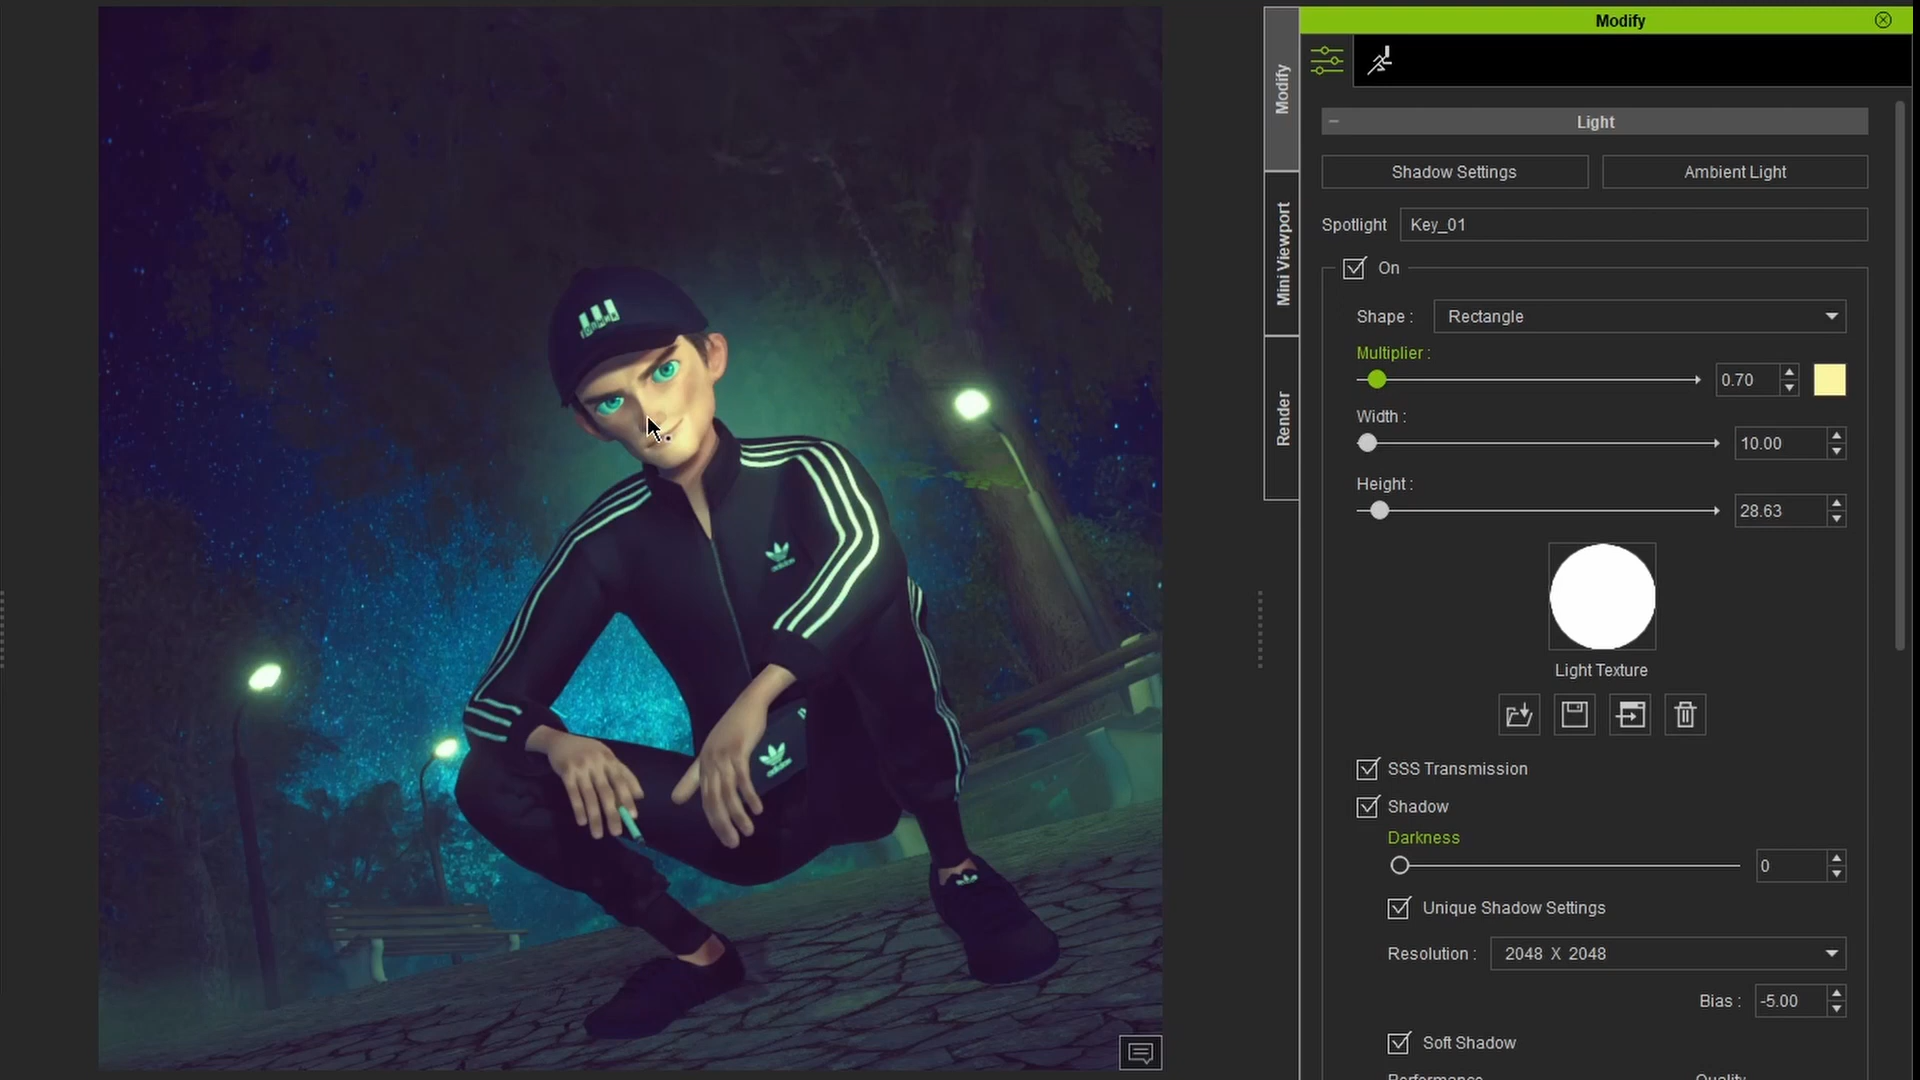 Modify
Modify
Mini Viewport
Render
Light
Shadow Settings
Ambient Light
Spotlight Key_01
On
Shape : Rectangle
Multiplier :
0.70
Width :
10.00
Height :
28.63
Light Texture
SSS Transmission
Shadow
Darkness
0
Unique Shadow Settings
Resolution : 2048 X 2048
Bias : -5.00
Soft Shadow
Performance Quality
adidas
adidas